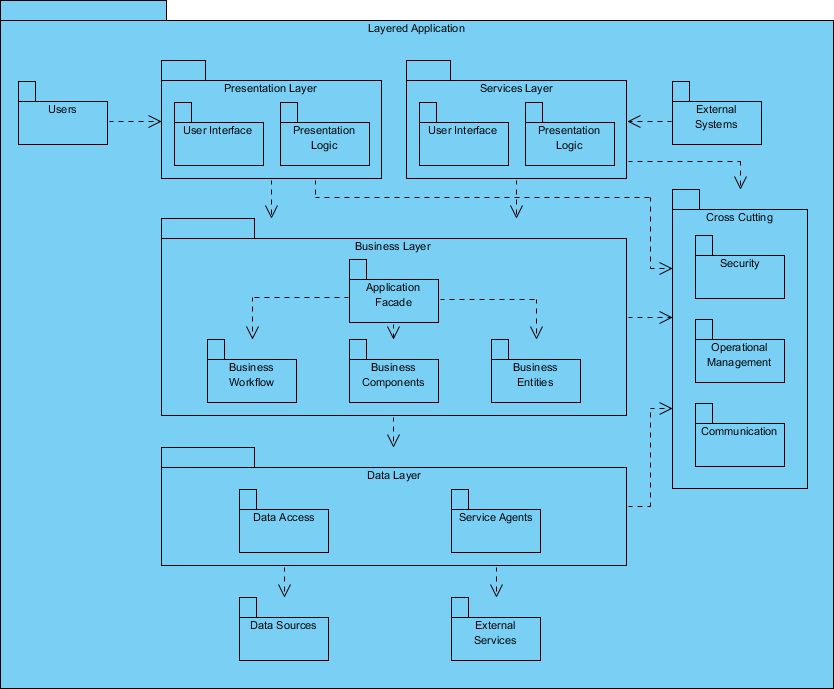 Layered Application
Presentation Layer
Services Layer
Users
External
Systems
User Interface
Presentation
Logic
User Interface
Presentation
Logic
Cross Cutting
Business Layer
Security
Application
Facade
Operational
Management
Business
Workflow
Business
Components
Business
Entities
Communication
Data Layer
Data Access
Service Agents
Data Sources
External
Services